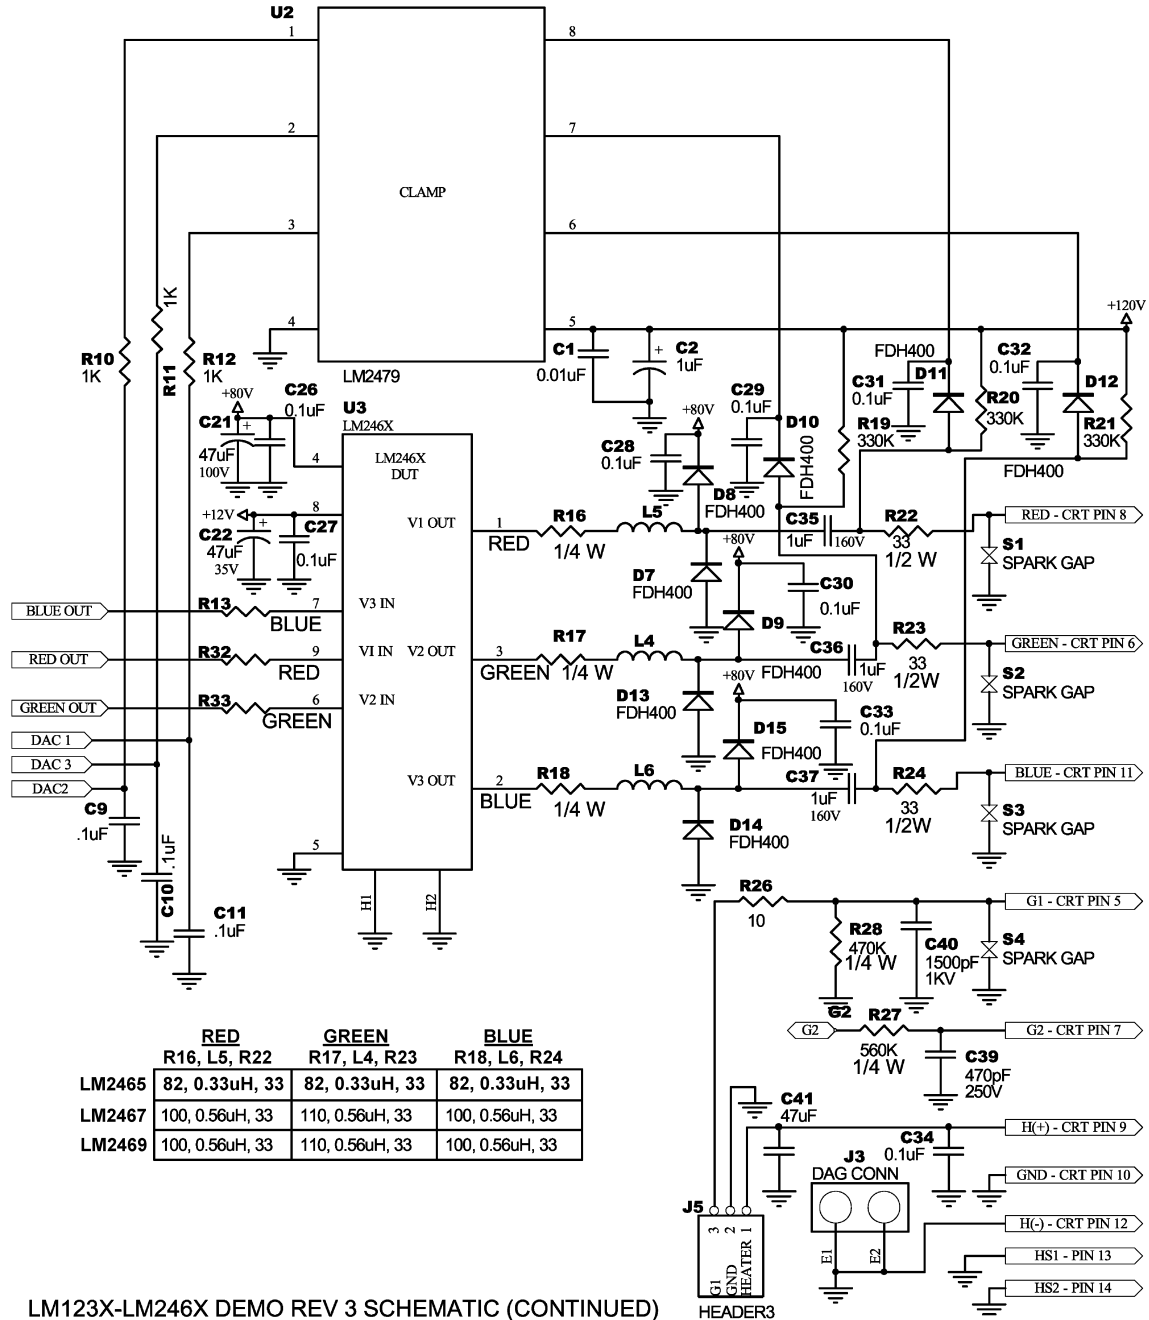 U2
1
8
2
7
CLAMP
3
6
1K
+120V
4
5
R10
1K
R11
R12
1K
LM2479
C1
0.01uF
C2
1uF
FDH400
D11
C31
0.1uF
C32
0.1uF
D12
R20
330K
R21
330K
FDH400
C29
0.1uF
D10
FDH400
R19
330K
+80V
C26
0.1uF
C21
+
47uF
100V
U3
LM246X
LM246X
DUT
4
+80V
C28
0.1uF
D8
FDH400
+12V
8
C22
+
47uF
35V
C27
0.1uF
V1 OUT
1
RED
R16
1/4 W
L5
C35
1uF
160V
R22
33
1/2 W
RED - CRT PIN 8
S1
SPARK GAP
+80V
D7
FDH400
C30
0.1uF
BLUE OUT
R13
7
BLUE
V3 IN
D9
FDH400
RED OUT
R32
9
RED
VI IN
V2 OUT
3
GREEN
R17
1/4 W
L4
C36
1uF
160V
R23
33
1/2W
GREEN - CRT PIN 6
S2
SPARK GAP
GREEN OUT
R33
6
GREEN
V2 IN
D13
FDH400
+80V
D15
FDH400
C33
0.1uF
DAC 1
DAC 3
DAC2
V3 OUT
2
BLUE
R18
1/4 W
L6
C37
1uF
160V
R24
33
1/2W
BLUE - CRT PIN 11
S3
SPARK GAP
C9
.1uF
.1uF
C10
C11
.1uF
5
H1
H2
D14
FDH400
R26
10
G1 - CRT PIN 5
R28
470K
1/4 W
C40
1500pF
1KV
S4
SPARK GAP
G2
G2
R27
560K
1/4 W
G2 - CRT PIN 7
C39
470pF
250V
RED GREEN BLUE
R16, L5, R22 R17, L4, R23 R18, L6, R24
LM2465 82, 0.33uH, 33 82, 0.33uH, 33 82, 0.33uH, 33
LM2467 100, 0.56uH, 33 110, 0.56uH, 33 100, 0.56uH, 33
LM2469 100, 0.56uH, 33 110, 0.56uH, 33 100, 0.56uH, 33
C41
47uF
C34
0.1uF
H(+) - CRT PIN 9
J3
DAG CONN
GND - CRT PIN 10
E1
E2
H(-) - CRT PIN 12
HS1 - PIN 13
HS2 - PIN 14
J5
3
2
1
G1
GND
HEATER
HEADER3
LM123X-LM246X DEMO REV 3 SCHEMATIC (CONTINUED)